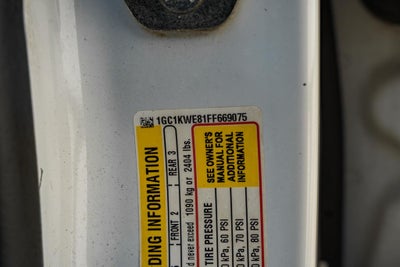 1GC1KWE81FF669075
DING INFORMATION
FRONT 2 REAR 3
d never exceed 1090 kg or 2404 lbs.
SEE OWNER'S
MANUAL FOR
ADDITIONAL
INFORMATION
TIRE PRESSURE
kPa, 60 PSI
kPa, 70 PSI
kPa, 80 PSI